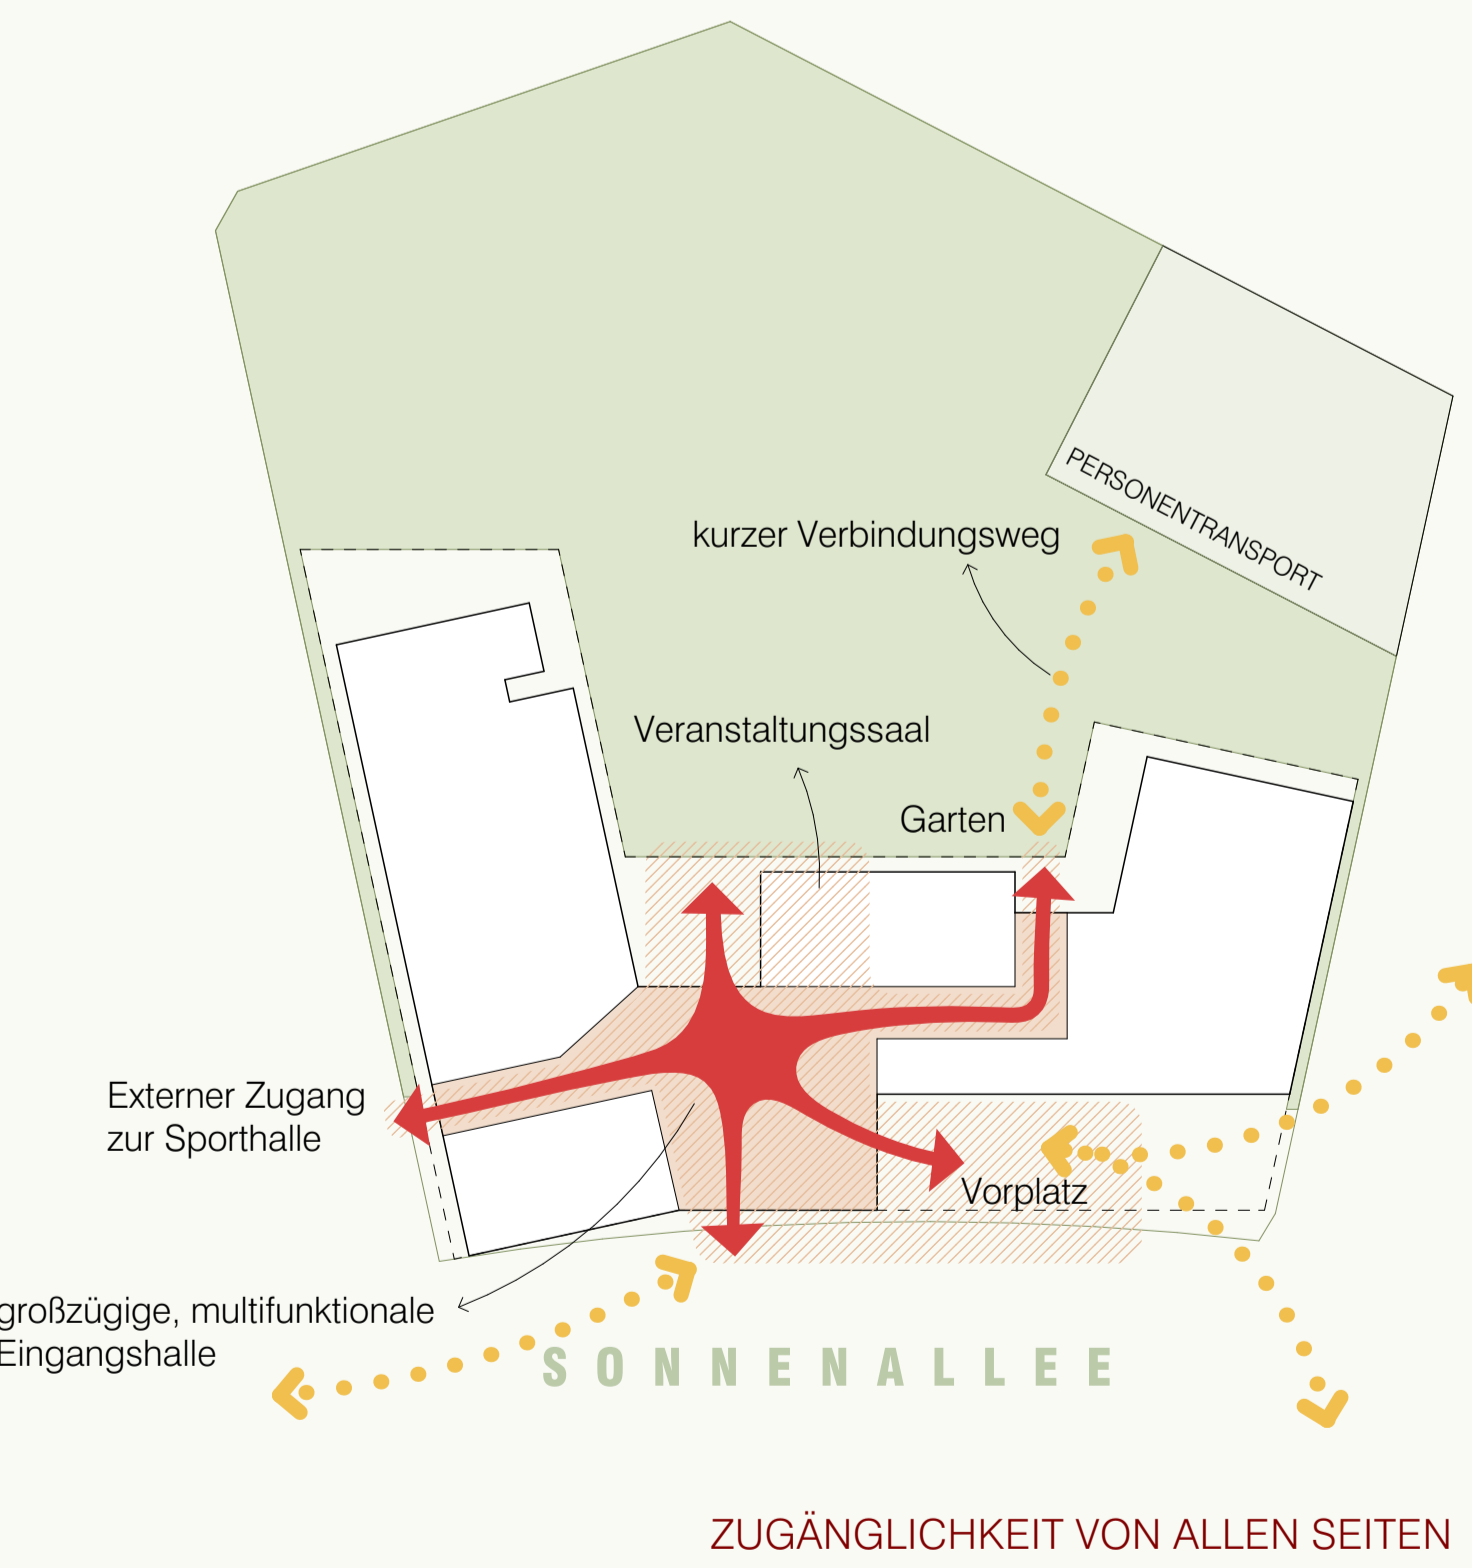 PERSONENTRANSPORT
kurzer Verbindungsweg
Veranstaltungssaal
Garten
Externer Zugang
zur Sporthalle
Vorplatz
großzügige, multifunktionale
Eingangshalle
SONNENALLEE
ZUGÄNGLICHKEIT VON ALLEN SEITEN